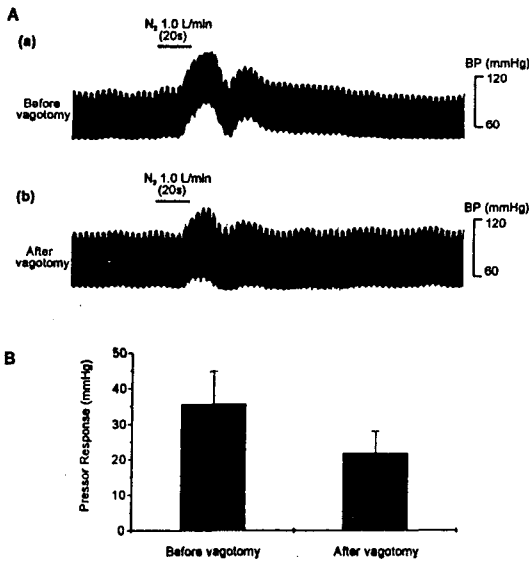 A
(a)
N₂ 1.0 L/min
(20s)
BP (mmHg)
120
60
Before
vagotomy
(b)
N₂ 1.0 L/min
(20s)
BP (mmHg)
120
60
After
vagotomy
B
Pressor Response (mmHg)
50
40
30
20
10
0
Before vagotomy
After vagotomy